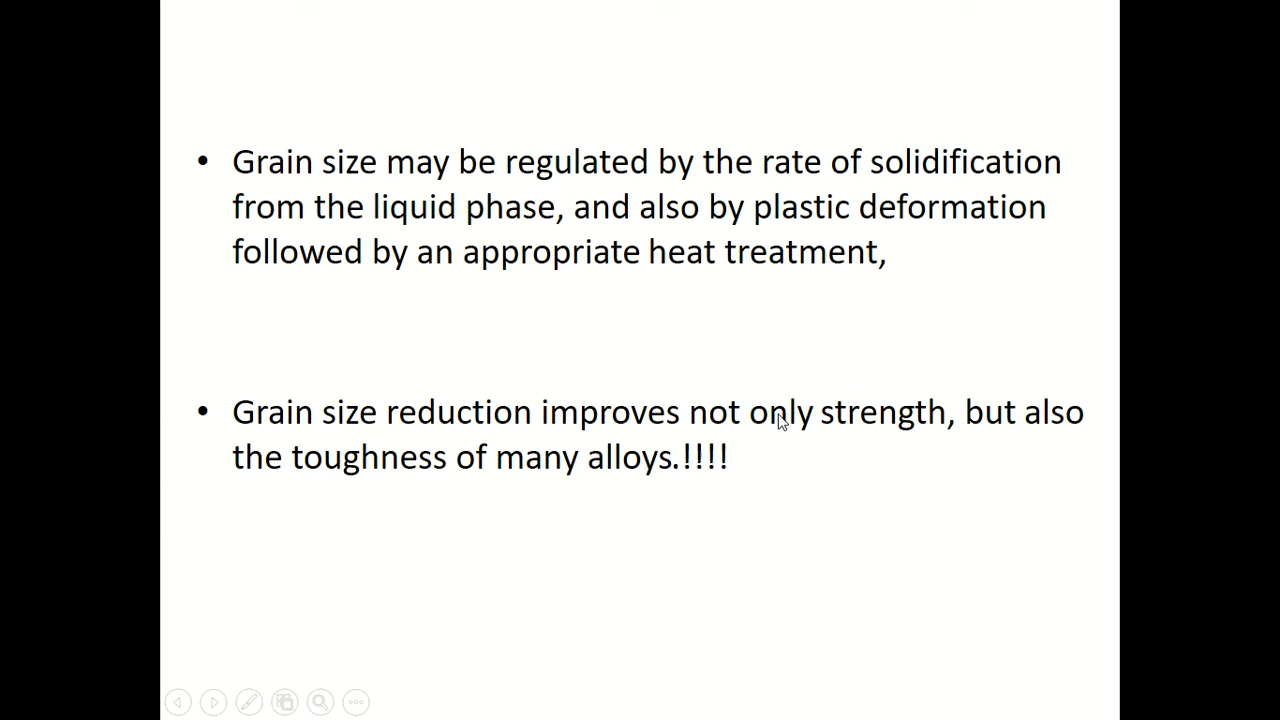 • Grain size may be regulated by the rate of solidification
from the liquid phase, and also by plastic deformation
followed by an appropriate heat treatment,
• Grain size reduction improves not only strength, but also
the toughness of many alloys.!!!!